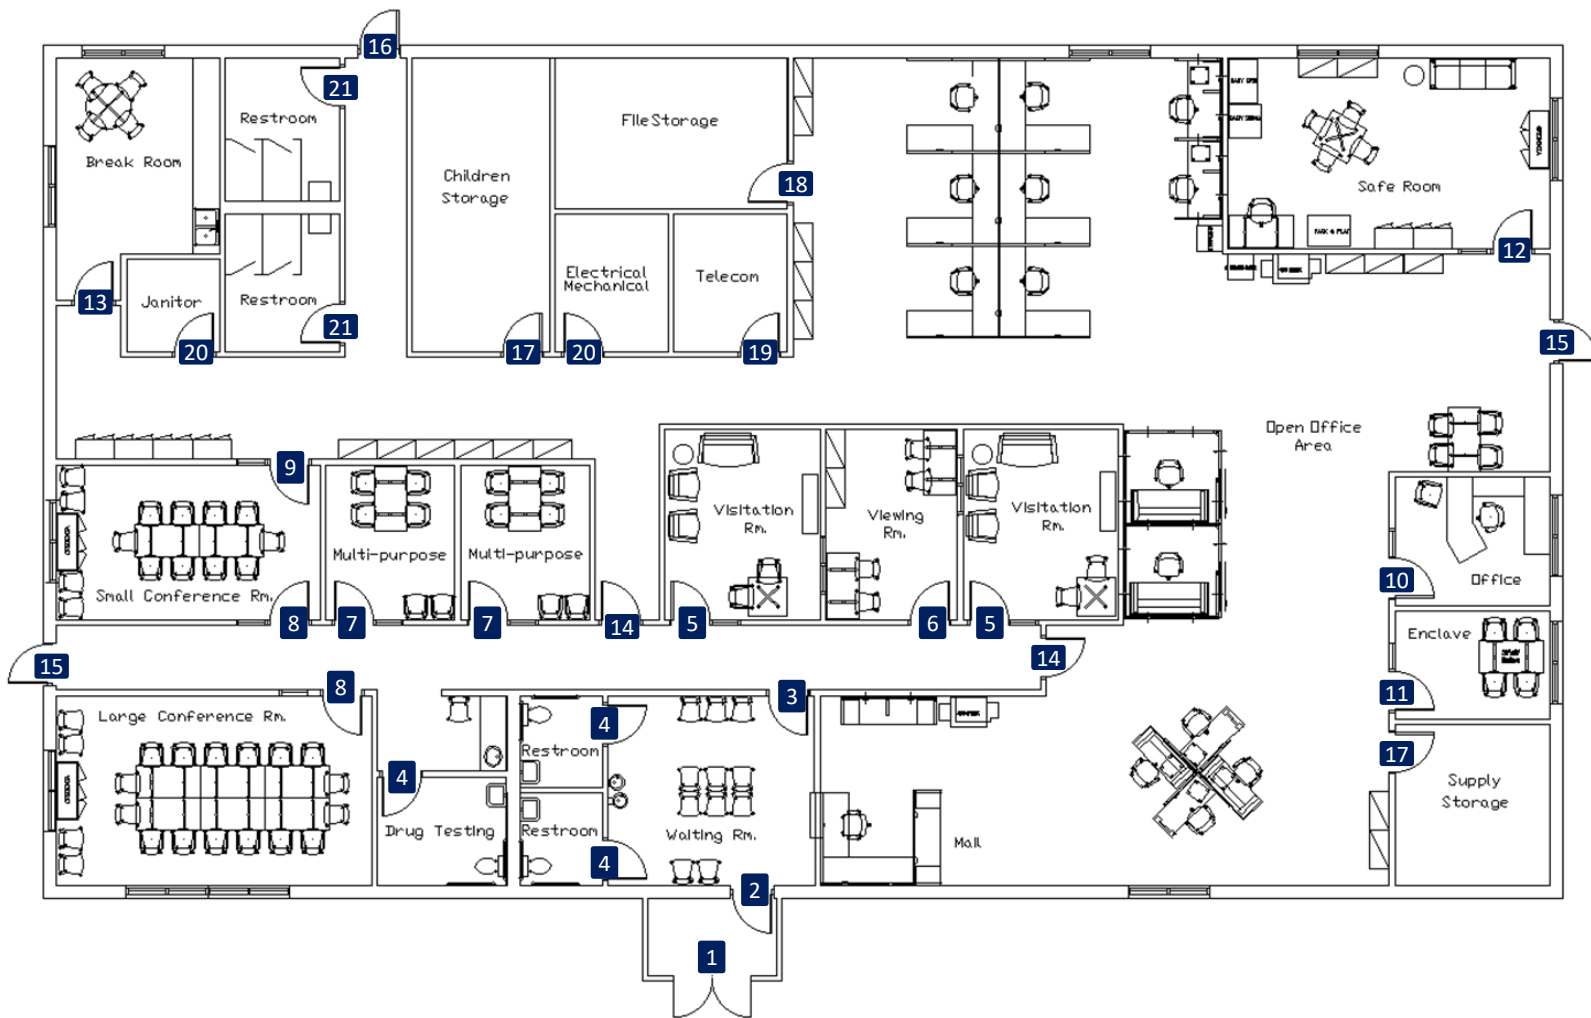 16
21
Restroom
Break Room
File Storage
Children
Storage
18
Safe Room
12
Electrical
Mechanical
Telecom
Restroom
Janitor
13
21
20
17
20
19
15
Open Office
Area
9
Visitation
Rm.
Viewing
Rm.
Visitation
Rm.
Multi-purpose
Multi-purpose
Small Conference Rm.
10
Office
8
7
7
14
5
6
5
Enclave
15
14
8
3
11
Large Conference Rm.
4
Restroom
17
4
Supply
Storage
Drug Testing
Restroom
Waiting Rm.
Mail
4
2
1